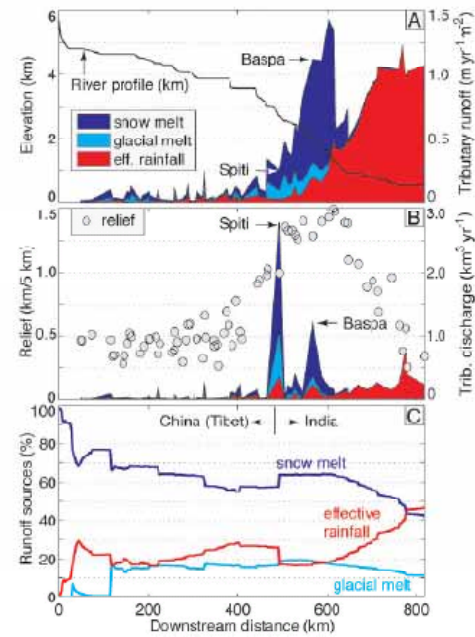 6
4
2
0
Elevation (km)
A
1.5
1.0
0.5
0
Tributary runoff (m yr⁻¹ m⁻²)
Baspa
River profile (km)
snow melt
glacial melt
eff. rainfall
Spiti
1.5
1.0
0.5
0
Relief (km/5 km)
relief
Spiti
B
3.0
2.0
1.0
0
Trib. discharge (km³ yr⁻¹)
Baspa
100
80
60
40
20
0
Runoff sources (%)
China (Tibet)
India
C
snow melt
effective
rainfall
glacial melt
0 200 400 600 800
Downstream distance (km)